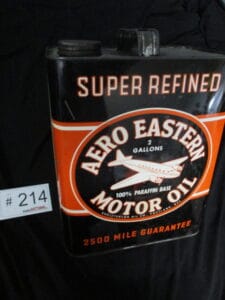 SUPER REFINED
AERO EASTERN
2
GALLONS
100% PARAFFIN BASE
MOTOR OIL
2500 MILE GUARANTEE
# 214